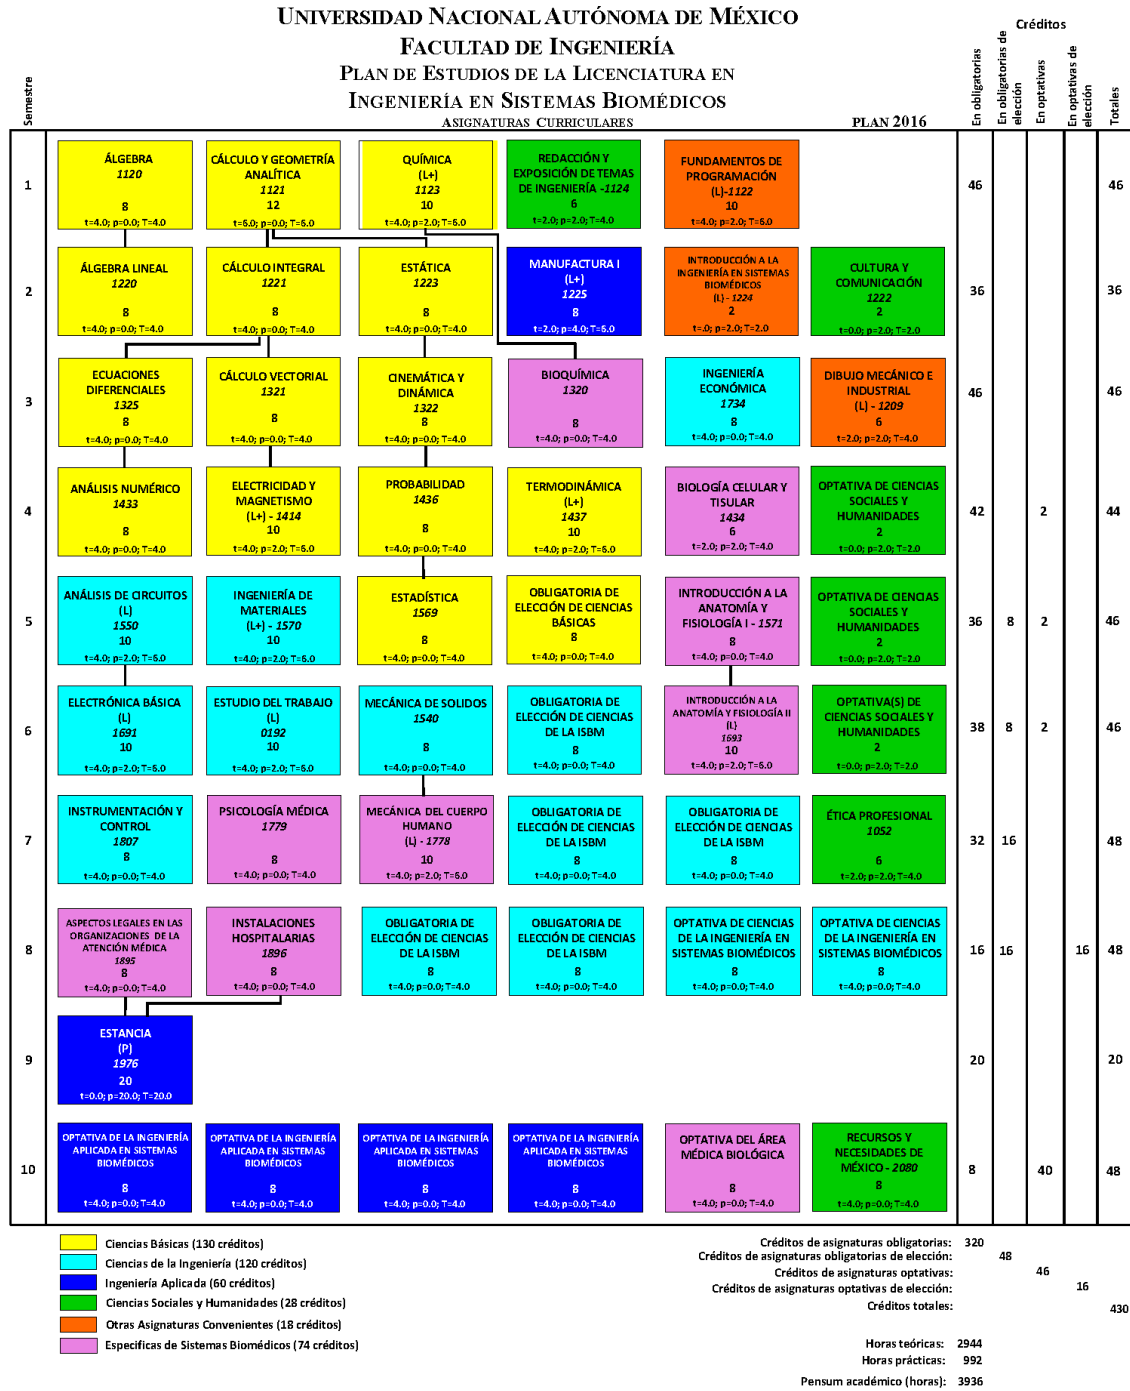 UNIVERSIDAD NACIONAL AUTÓNOMA DE MÉXICO
FACULTAD DE INGENIERÍA
PLAN DE ESTUDIOS DE LA LICENCIATURA EN
INGENIERÍA EN SISTEMAS BIOMÉDICOS
ASIGNATURAS CURRICULARES
PLAN 2016
Créditos
Semestre
En obligatorias
En obligatorias de elección
En optativas
En optativas de elección
Totales
1
ÁLGEBRA
1120
8
t=4.0; p=0.0; T=4.0
CÁLCULO Y GEOMETRÍA
ANALÍTICA
1121
12
t=6.0; p=0.0; T=6.0
QUÍMICA
(L+)
1123
10
t=4.0; p=2.0; T=6.0
REDACCIÓN Y
EXPOSICIÓN DE TEMAS
DE INGENIERÍA -1124
6
t=2.0; p=2.0; T=4.0
FUNDAMENTOS DE
PROGRAMACIÓN
(L)-1122
10
t=4.0; p=2.0; T=6.0
46
46
2
ÁLGEBRA LINEAL
1220
8
t=4.0; p=0.0; T=4.0
CÁLCULO INTEGRAL
1221
8
t=4.0; p=0.0; T=4.0
ESTÁTICA
1223
8
t=4.0; p=0.0; T=4.0
MANUFACTURA I
(L+)
1225
8
t=2.0; p=4.0; T=6.0
INTRODUCCIÓN A LA
INGENIERÍA EN SISTEMAS
BIOMÉDICOS
(L) - 1224
2
t=.0; p=2.0; T=2.0
CULTURA Y
COMUNICACIÓN
1222
2
t=0.0; p=2.0; T=2.0
36
36
3
ECUACIONES
DIFERENCIALES
1325
8
t=4.0; p=0.0; T=4.0
CÁLCULO VECTORIAL
1321
8
t=4.0; p=0.0; T=4.0
CINEMÁTICA Y
DINÁMICA
1322
8
t=4.0; p=0.0; T=4.0
BIOQUÍMICA
1320
8
t=4.0; p=0.0; T=4.0
INGENIERÍA
ECONÓMICA
1734
8
t=4.0; p=0.0; T=4.0
DIBUJO MECÁNICO E
INDUSTRIAL
(L) - 1209
6
t=2.0; p=2.0; T=4.0
46
46
4
ANÁLISIS NUMÉRICO
1433
8
t=4.0; p=0.0; T=4.0
ELECTRICIDAD Y
MAGNETISMO
(L+) - 1414
10
t=4.0; p=2.0; T=6.0
PROBABILIDAD
1436
8
t=4.0; p=0.0; T=4.0
TERMODINÁMICA
(L+)
1437
10
t=4.0; p=2.0; T=6.0
BIOLOGÍA CELULAR Y
TISULAR
1434
6
t=2.0; p=2.0; T=4.0
OPTATIVA DE CIENCIAS
SOCIALES Y
HUMANIDADES
2
t=0.0; p=2.0; T=2.0
42
2
44
5
ANÁLISIS DE CIRCUITOS
(L)
1550
10
t=4.0; p=2.0; T=6.0
INGENIERÍA DE
MATERIALES
(L+) - 1570
10
t=4.0; p=2.0; T=6.0
ESTADÍSTICA
1569
8
t=4.0; p=0.0; T=4.0
OBLIGATORIA DE
ELECCIÓN DE CIENCIAS
BÁSICAS
8
t=4.0; p=0.0; T=4.0
INTRODUCCIÓN A LA
ANATOMÍA Y
FISIOLOGÍA I - 1571
8
t=4.0; p=0.0; T=4.0
OPTATIVA DE CIENCIAS
SOCIALES Y
HUMANIDADES
2
t=0.0; p=2.0; T=2.0
36
8
2
46
6
ELECTRÓNICA BÁSICA
(L)
1691
10
t=4.0; p=2.0; T=6.0
ESTUDIO DEL TRABAJO
(L)
0192
10
t=4.0; p=2.0; T=6.0
MECÁNICA DE SOLIDOS
1540
8
t=4.0; p=0.0; T=4.0
OBLIGATORIA DE
ELECCIÓN DE CIENCIAS
DE LA ISBM
8
t=4.0; p=0.0; T=4.0
INTRODUCCIÓN A LA
ANATOMÍA Y FISIOLOGÍA II
(L)
1693
10
t=4.0; p=2.0; T=6.0
OPTATIVA(S) DE
CIENCIAS SOCIALES Y
HUMANIDADES
2
t=0.0; p=2.0; T=2.0
38
8
2
46
7
INSTRUMENTACIÓN Y
CONTROL
1807
8
t=4.0; p=0.0; T=4.0
PSICOLOGÍA MÉDICA
1779
8
t=4.0; p=0.0; T=4.0
MECÁNICA DEL CUERPO
HUMANO
(L) - 1778
10
t=4.0; p=2.0; T=6.0
OBLIGATORIA DE
ELECCIÓN DE CIENCIAS
DE LA ISBM
8
t=4.0; p=0.0; T=4.0
OBLIGATORIA DE
ELECCIÓN DE CIENCIAS
DE LA ISBM
8
t=4.0; p=0.0; T=4.0
ÉTICA PROFESIONAL
1052
6
t=2.0; p=2.0; T=4.0
32
16
48
8
ASPECTOS LEGALES EN LAS
ORGANIZACIONES DE LA
ATENCIÓN MÉDICA
1895
8
t=4.0; p=0.0; T=4.0
INSTALACIONES
HOSPITALARIAS
1896
8
t=4.0; p=0.0; T=4.0
OBLIGATORIA DE
ELECCIÓN DE CIENCIAS
DE LA ISBM
8
t=4.0; p=0.0; T=4.0
OBLIGATORIA DE
ELECCIÓN DE CIENCIAS
DE LA ISBM
8
t=4.0; p=0.0; T=4.0
OPTATIVA DE CIENCIAS
DE LA INGENIERÍA EN
SISTEMAS BIOMÉDICOS
8
t=4.0; p=0.0; T=4.0
OPTATIVA DE CIENCIAS
DE LA INGENIERÍA EN
SISTEMAS BIOMÉDICOS
8
t=4.0; p=0.0; T=4.0
16
16
16
48
9
ESTANCIA
(P)
1976
20
t=0.0; p=20.0; T=20.0
20
20
10
OPTATIVA DE LA INGENIERÍA
APLICADA EN SISTEMAS
BIOMÉDICOS
8
t=4.0; p=0.0; T=4.0
OPTATIVA DE LA INGENIERÍA
APLICADA EN SISTEMAS
BIOMÉDICOS
8
t=4.0; p=0.0; T=4.0
OPTATIVA DE LA INGENIERÍA
APLICADA EN SISTEMAS
BIOMÉDICOS
8
t=4.0; p=0.0; T=4.0
OPTATIVA DE LA INGENIERÍA
APLICADA EN SISTEMAS
BIOMÉDICOS
8
t=4.0; p=0.0; T=4.0
OPTATIVA DEL ÁREA
MÉDICA BIOLÓGICA
8
t=4.0; p=0.0; T=4.0
RECURSOS Y
NECESIDADES DE
MÉXICO - 2080
8
t=4.0; p=0.0; T=4.0
8
40
48
Ciencias Básicas (130 créditos)
Ciencias de la Ingeniería (120 créditos)
Ingeniería Aplicada (60 créditos)
Ciencias Sociales y Humanidades (28 créditos)
Otras Asignaturas Convenientes (18 créditos)
Especificas de Sistemas Biomédicos (74 créditos)
Créditos de asignaturas obligatorias: 320
Créditos de asignaturas obligatorias de elección: 48
Créditos de asignaturas optativas: 46
Créditos de asignaturas optativas de elección: 16
Créditos totales: 430
Horas teóricas: 2944
Horas prácticas: 992
Pensum académico (horas): 3936